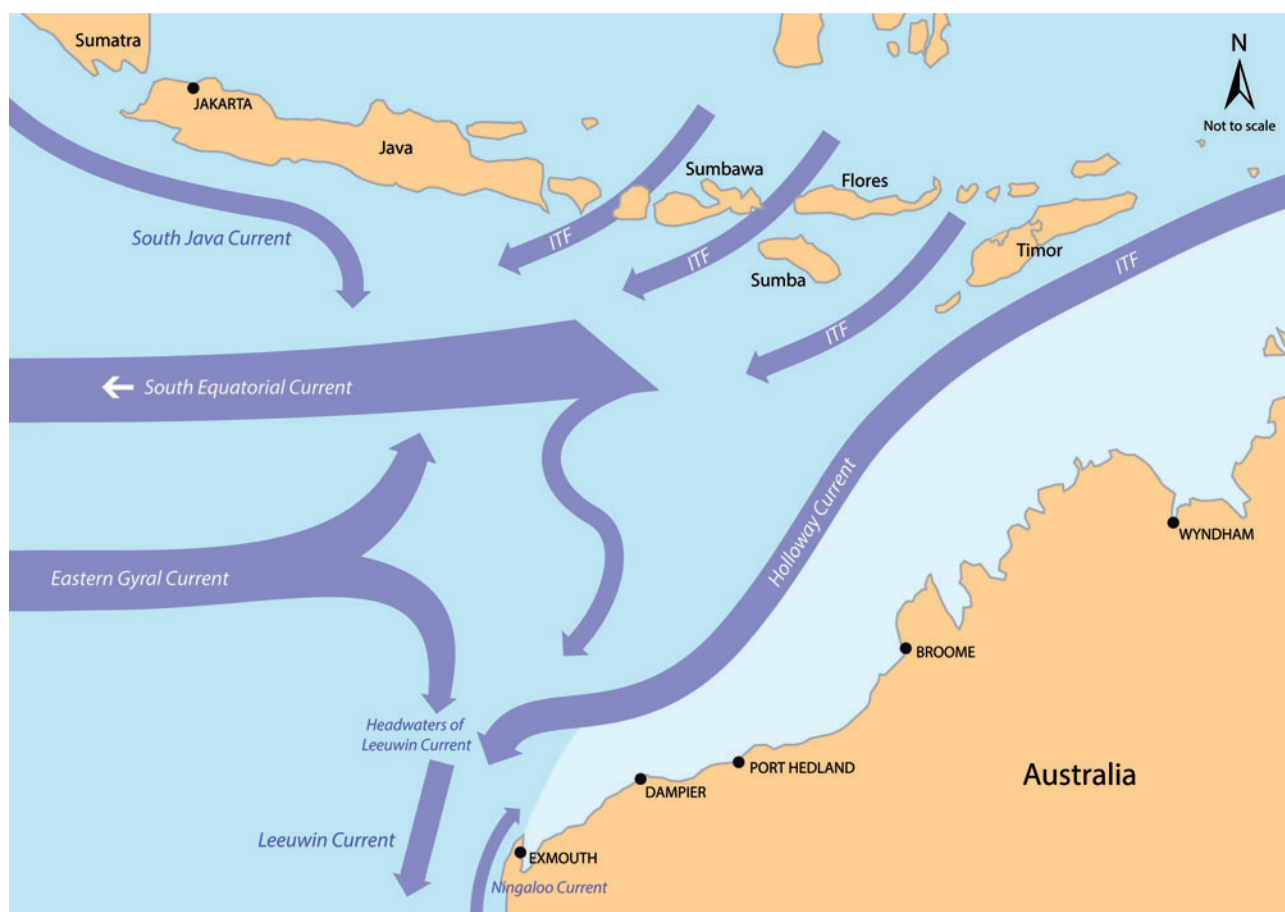 Sumatra
N
Not to scale
JAKARTA
Java
Sumbawa
Flores
South Java Current
ITF
ITF
ITF
Sumba
Timor
ITF
South Equatorial Current
Holloway Current
WYNDHAM
Eastern Gyral Current
BROOME
Headwaters of
Leeuwin Current
PORT HEDLAND
DAMPIER
Australia
Leeuwin Current
EXMOUTH
Ningaloo Current